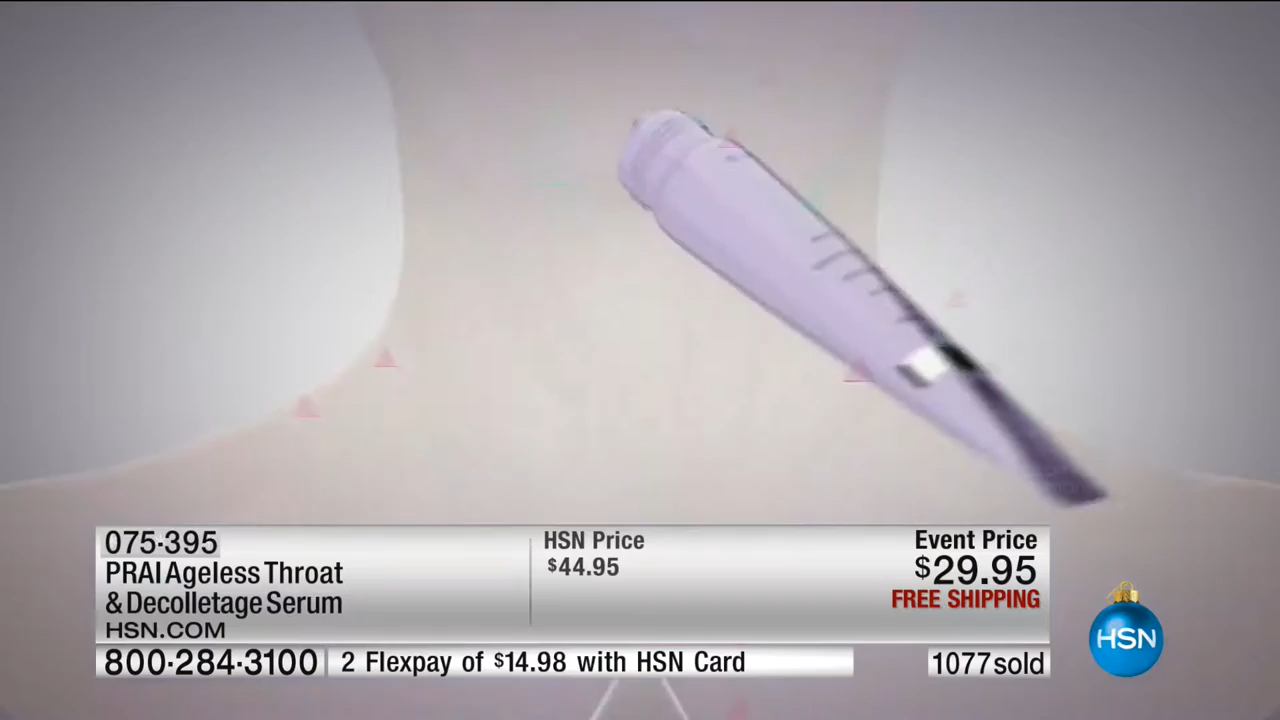 075-395
PRAI Ageless Throat
& Decolletage Serum
HSN.COM
HSN Price
$44.95
Event Price
$29.95
FREE SHIPPING
800-284-3100
2 Flexpay of $14.98 with HSN Card
1077 sold
HSN